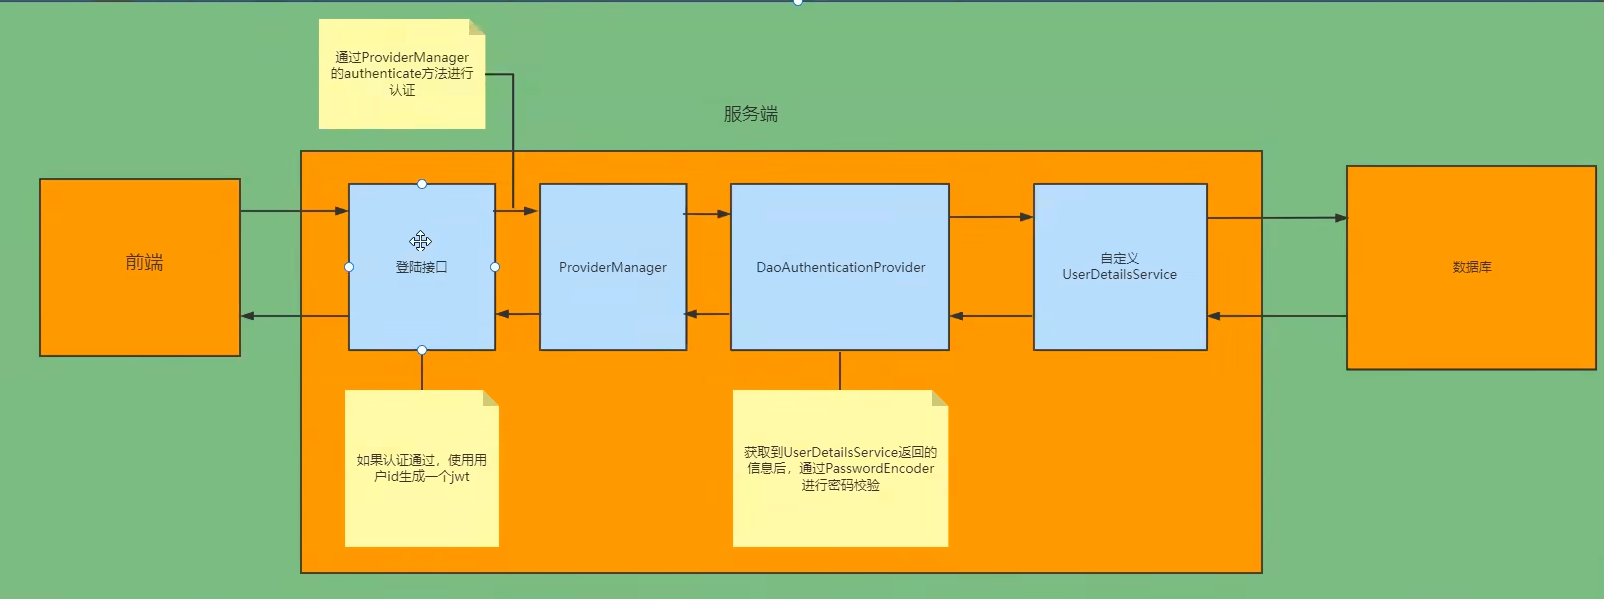 通过ProviderManager
的authenticate方法进行
认证
服务端
前端
登陆接口
ProviderManager
DaoAuthenticationProvider
自定义
UserDetailsService
数据库
如果认证通过，使用用
户id生成一个jwt
获取到UserDetailsService返回的
信息后，通过PasswordEncoder
进行密码校验